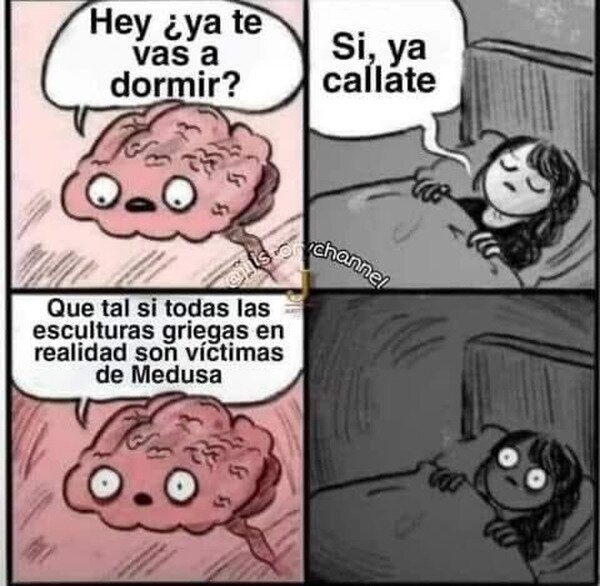 Hey ¿ya te
vas a
dormir?
Si, ya
callate
Que tal si todas las
esculturas griegas en
realidad son víctimas
de Medusa